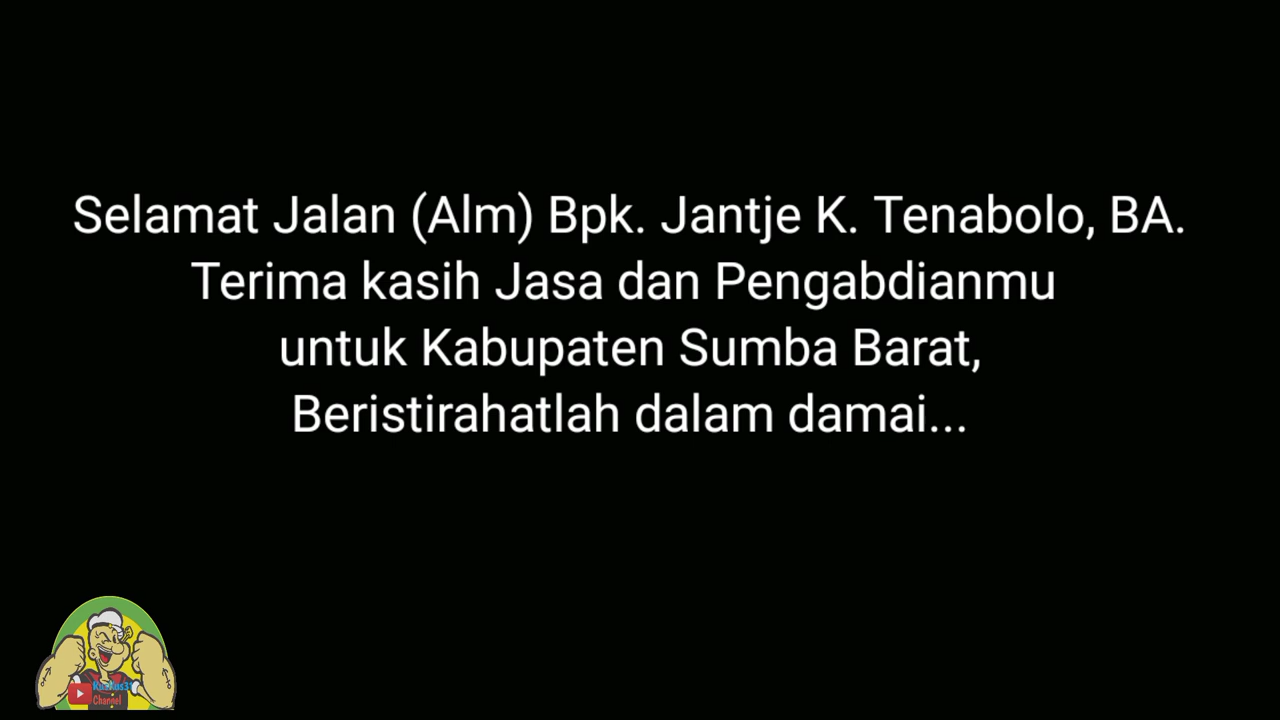 Selamat Jalan (Alm) Bpk. Jantje K. Tenabolo, BA.
Terima kasih Jasa dan Pengabdianmu
untuk Kabupaten Sumba Barat,
Beristirahatlah dalam damai...
Channel